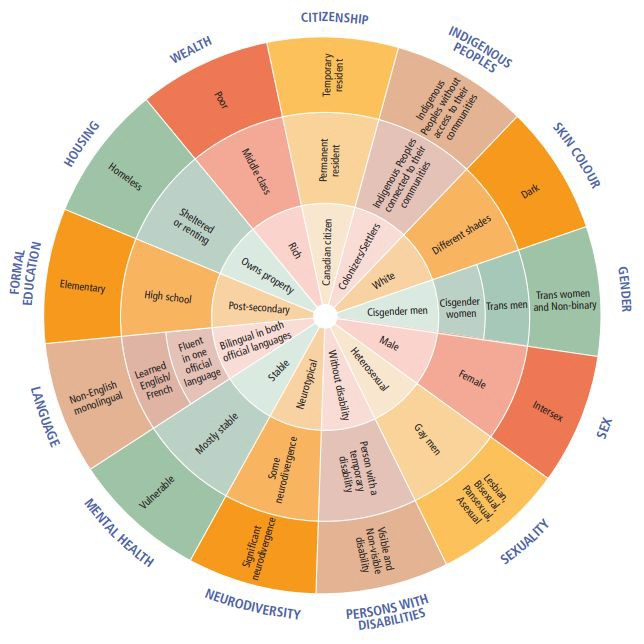 CITIZENSHIP
Temporary
resident
Permanent
resident
Canadian citizen
INDIGENOUS
PEOPLES
Indigenous
Peoples without
access to their
communities
Indigenous Peoples
connected to their
communities
Colonizers/Settlers
SKIN COLOUR
Dark
Different shades
White
GENDER
Trans women
and Non-binary
Trans men
Cisgender
women
Cisgender men
SEX
Intersex
Female
Male
SEXUALITY
Lesbian,
Bisexual,
Pansexual,
Asexual
Gay men
Heterosexual
PERSONS WITH
DISABILITIES
Visible and
Non-visible
disability
Person with a
temporary
disability
Without disability
NEURODIVERSITY
Significant
neurodivergence
Some
neurodivergence
Neurotypical
MENTAL HEALTH
Vulnerable
Mostly stable
Stable
LANGUAGE
Non-English
monolingual
Learned
English/
French
Fluent
in one
official
language
Bilingual in both
official languages
FORMAL
EDUCATION
Elementary
High school
Post-secondary
HOUSING
Homeless
Sheltered
or renting
Owns property
WEALTH
Poor
Middle class
Rich